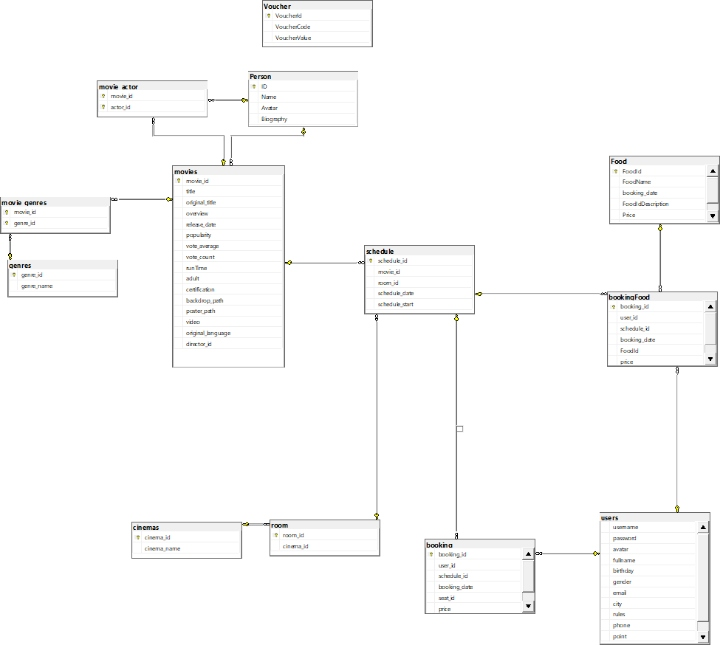 Voucher
VoucherId
VoucherCode
VoucherValue
Person
ID
Name
Avatar
Biography
movie_actor
movie_id
actor_id
movies
movie_id
title
original_title
overview
release_date
popularity
vote_average
vote_count
runTime
adult
certification
backdrop_path
poster_path
video
original_language
director_id
movie_genres
movie_id
genre_id
genres
genre_id
genre_name
schedule
schedule_id
movie_id
room_id
schedule_date
schedule_start
Food
FoodId
FoodName
booking_date
FoodIdDescription
Price
bookingFood
booking_id
user_id
schedule_id
booking_date
FoodId
price
cinemas
cinema_id
cinema_name
room
room_id
cinema_id
booking
booking_id
user_id
schedule_id
booking_date
seat_id
price
users
username
password
avatar
fullname
birthday
gender
email
city
rules
phone
point